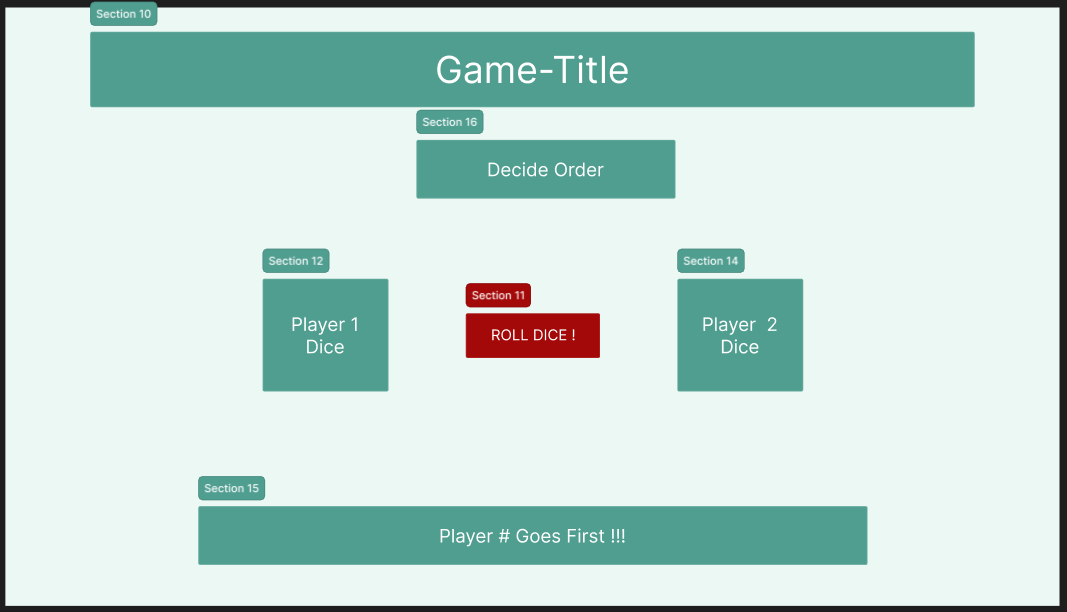 Section 10
Game-Title
Section 16
Decide Order
Section 12
Player 1
Dice
Section 11
ROLL DICE !
Section 14
Player  2
Dice
Section 15
Player # Goes First !!!